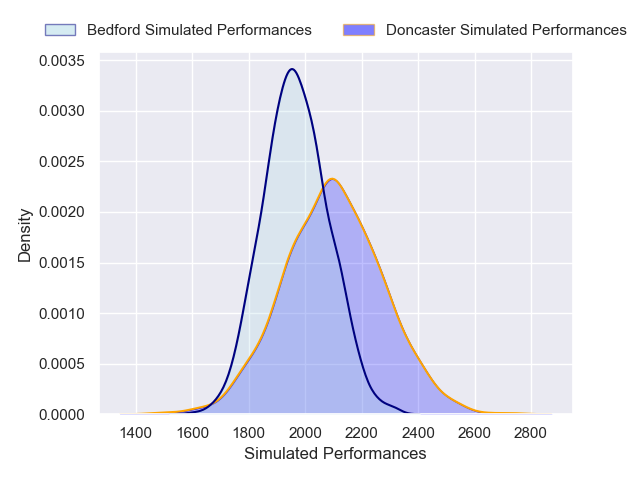 Bedford Simulated Performances Doncaster Simulated Performances
0.0035
0.0030
0.0025
0.0020
0.0015
0.0010
0.0005
0.0000
Density
1400 1600 1800 2000 2200 2400 2600 2800
Simulated Performances